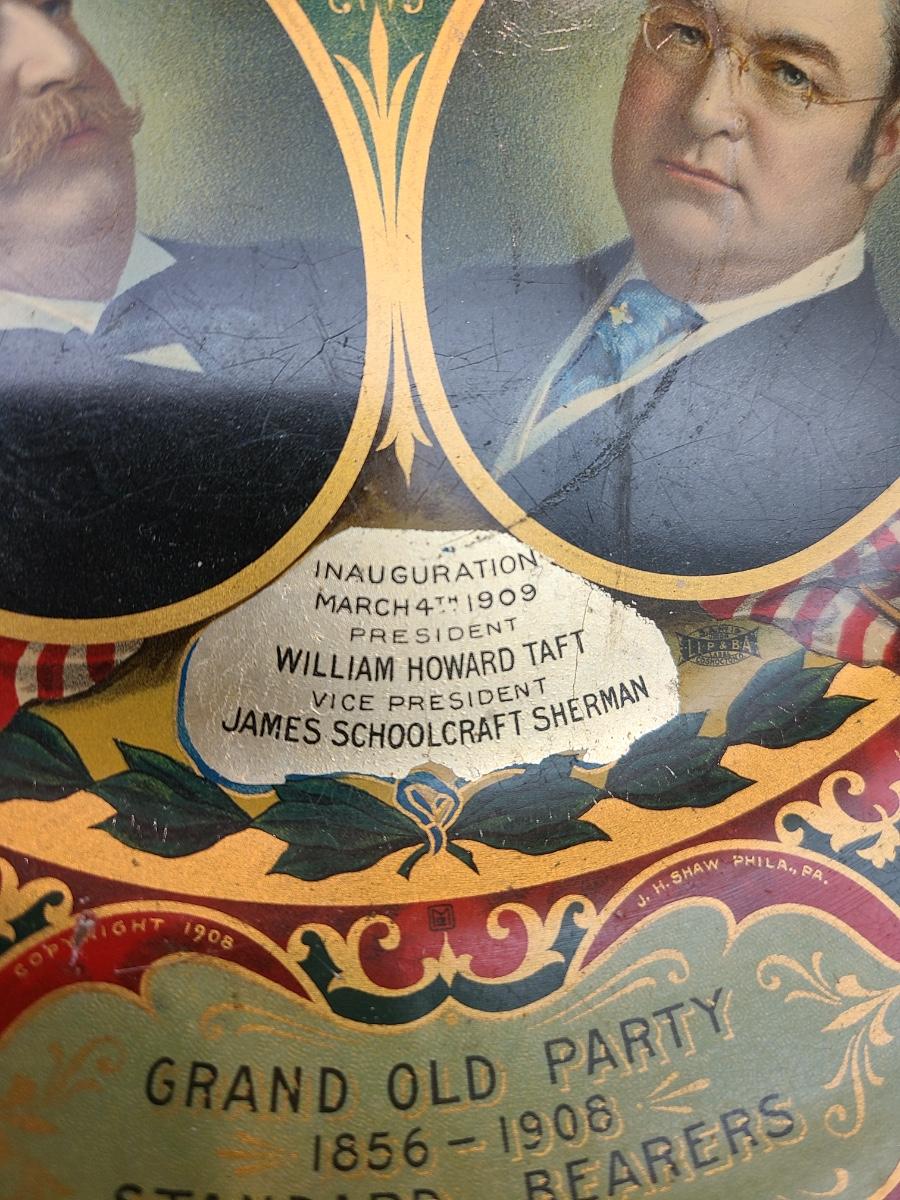 INAUGURATION
MARCH 4TH 1909
PRESIDENT
WILLIAM HOWARD TAFT
VICE PRESIDENT
JAMES SCHOOLCRAFT SHERMAN
COPYRIGHT 1908
J. H. SHAW PHILA., PA.
GRAND OLD PARTY
1856 - 1908
STANDARD BEARERS